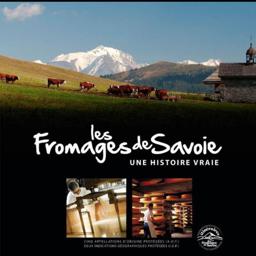 les
Fromages de Savoie
UNE HISTOIRE VRAIE
CINQ APPELLATIONS D'ORIGINE PROTÉGÉES (A.O.P.)
DEUX INDICATIONS GÉOGRAPHIQUES PROTÉGÉES (I.G.P.)